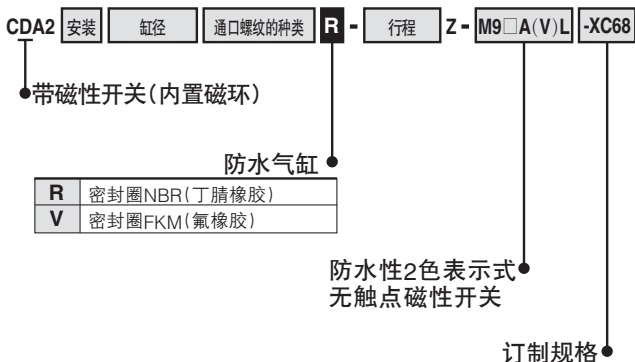 CDA2 安装 缸径 通口螺纹的种类 R - 行程 Z - M9□A(V)L -XC68
●带磁性开关(内置磁环)
防水气缸●
R 密封圈NBR(丁腈橡胶)
V 密封圈FKM(氟橡胶)
防水性2色表示式●
无触点磁性开关
订制规格●